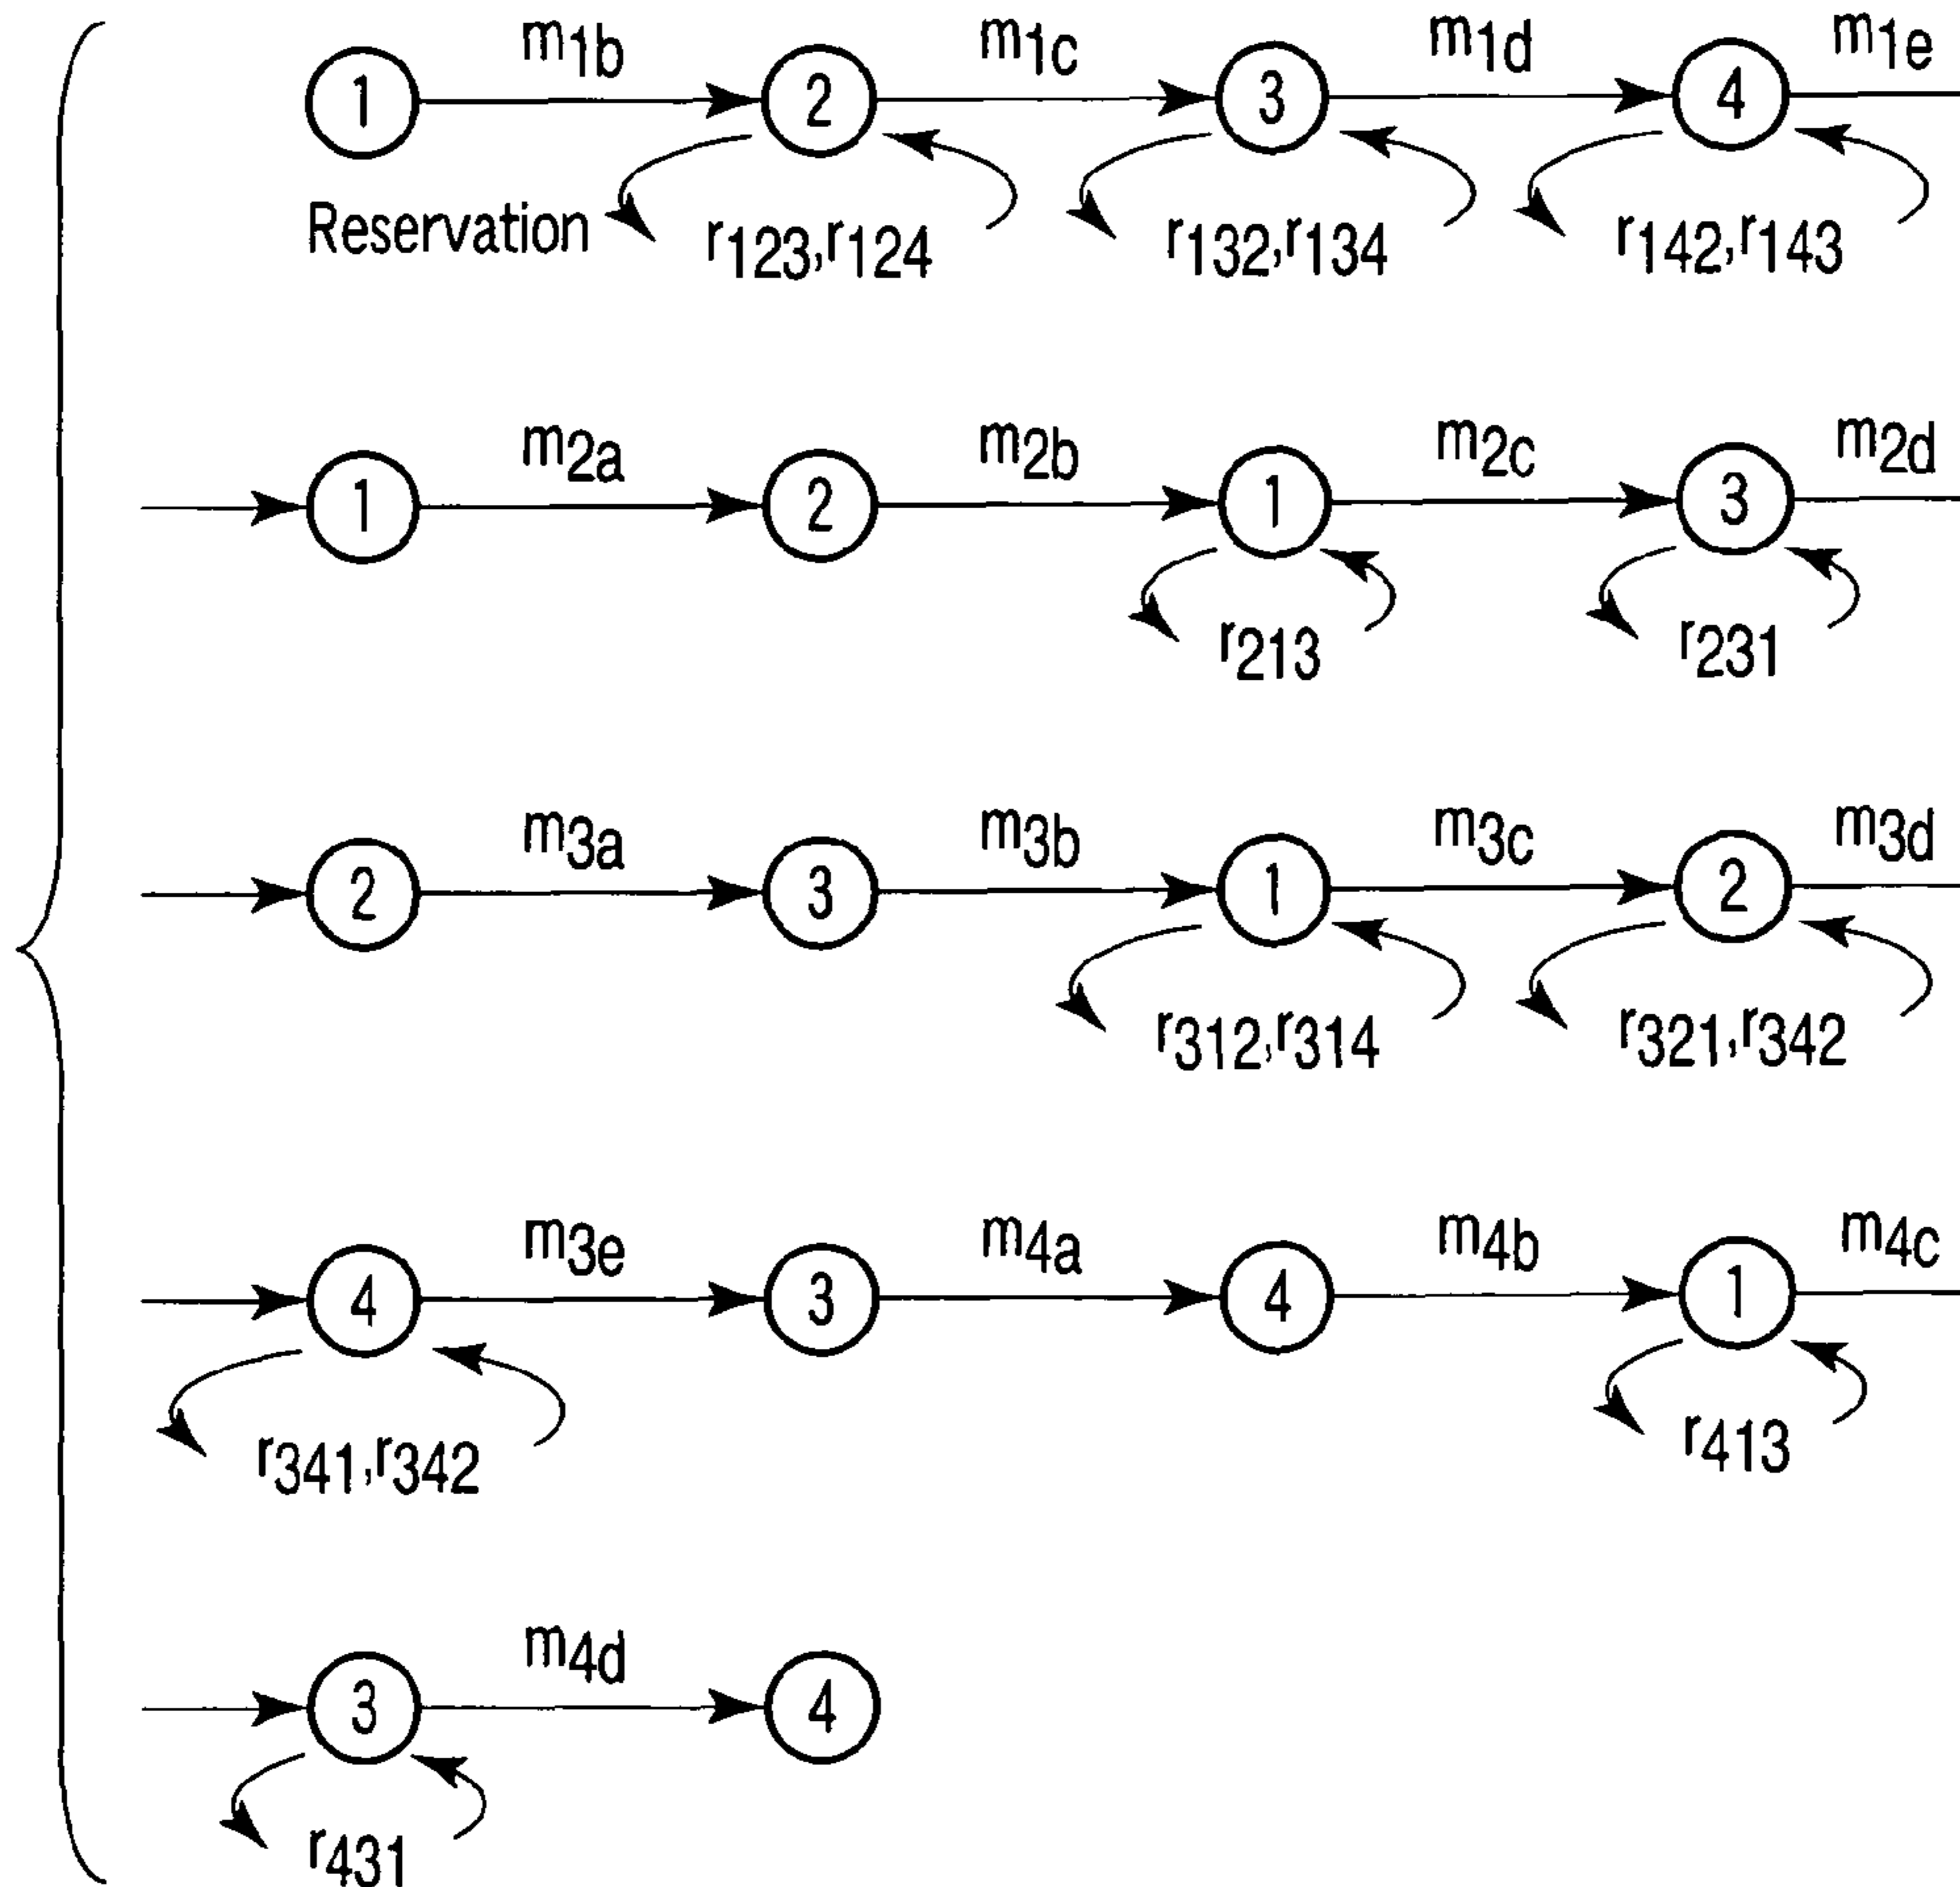 m1b m1c m1d m1e
1 2 3 4
Reservation r123,r124 r132,r134 r142,r143
m2a m2b m2c m2d
1 2 1 3
r213 r231
m3a m3b m3c m3d
2 3 1 2
r312,r314 r321,r342
m3e m4a m4b m4c
4 3 4 1
r341,r342 r413
m4d
3 4
r431